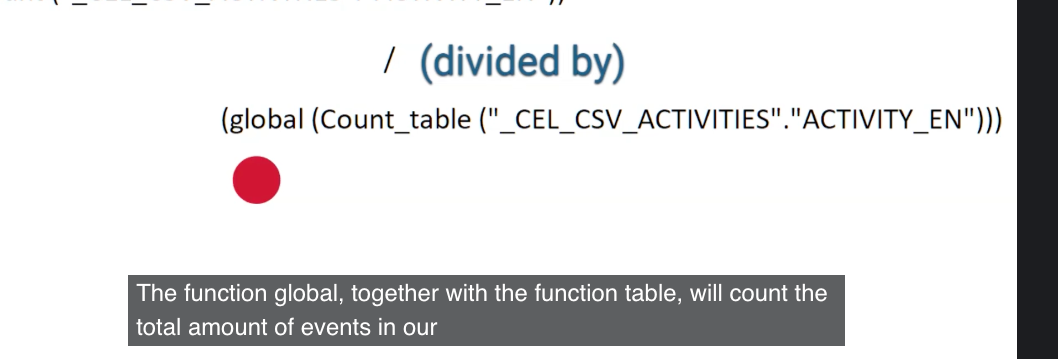 / (divided by)
(global (Count_table ("_CEL_CSV_ACTIVITIES"."ACTIVITY_EN")))
The function global, together with the function table, will count the
total amount of events in our